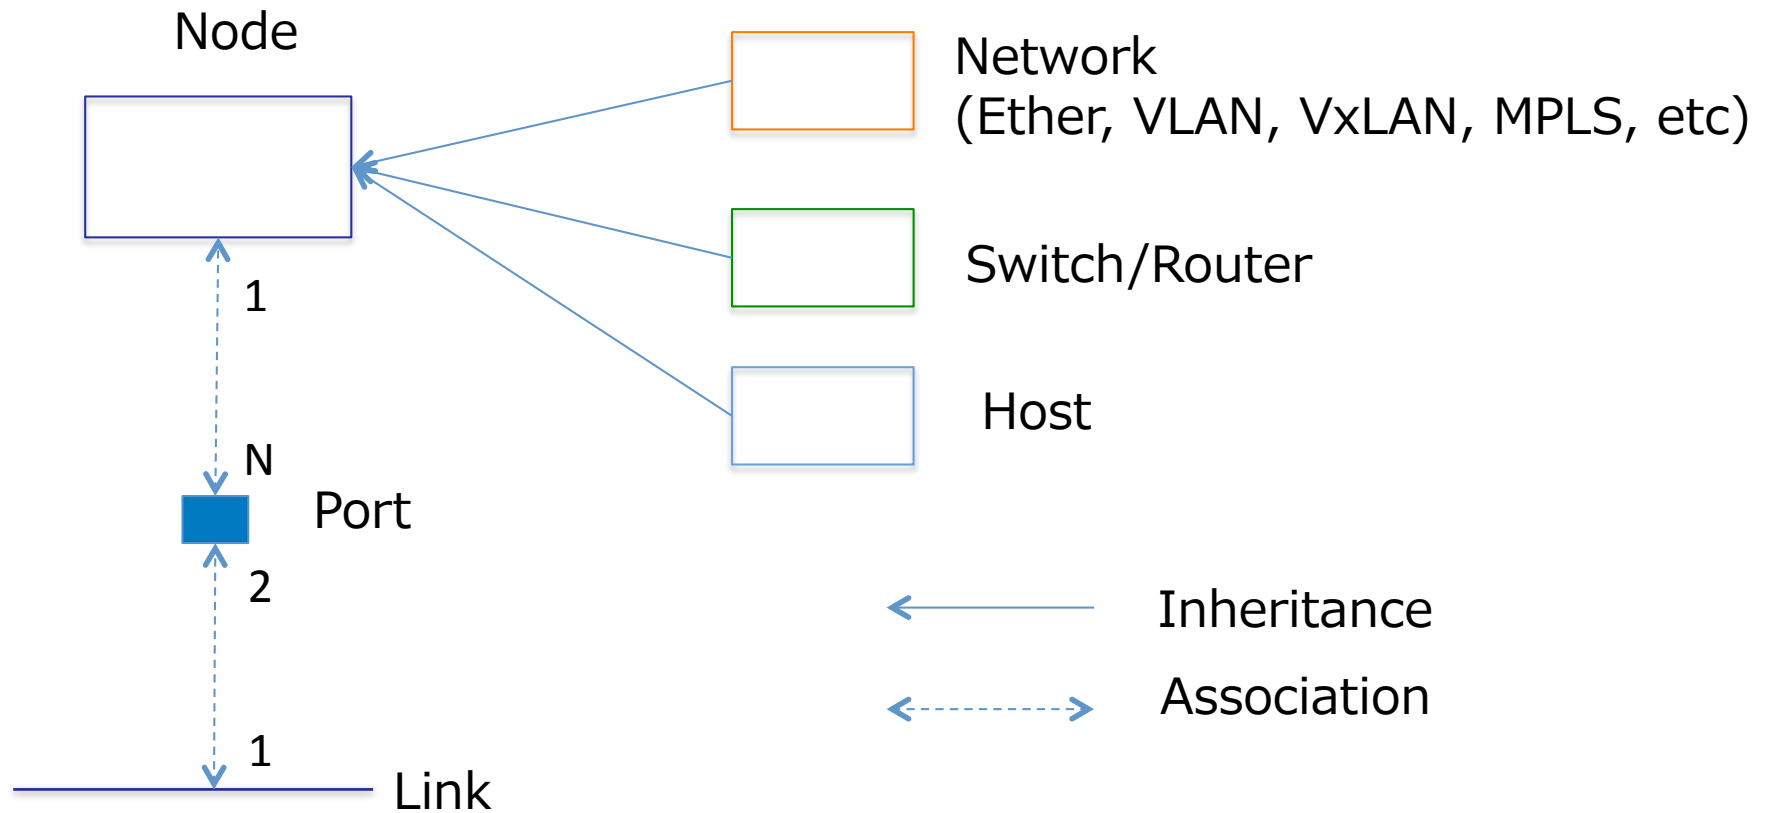 Node
Network
(Ether, VLAN, VxLAN, MPLS, etc)
1
Switch/Router
Host
N
Port
2
Inheritance
Association
1
Link